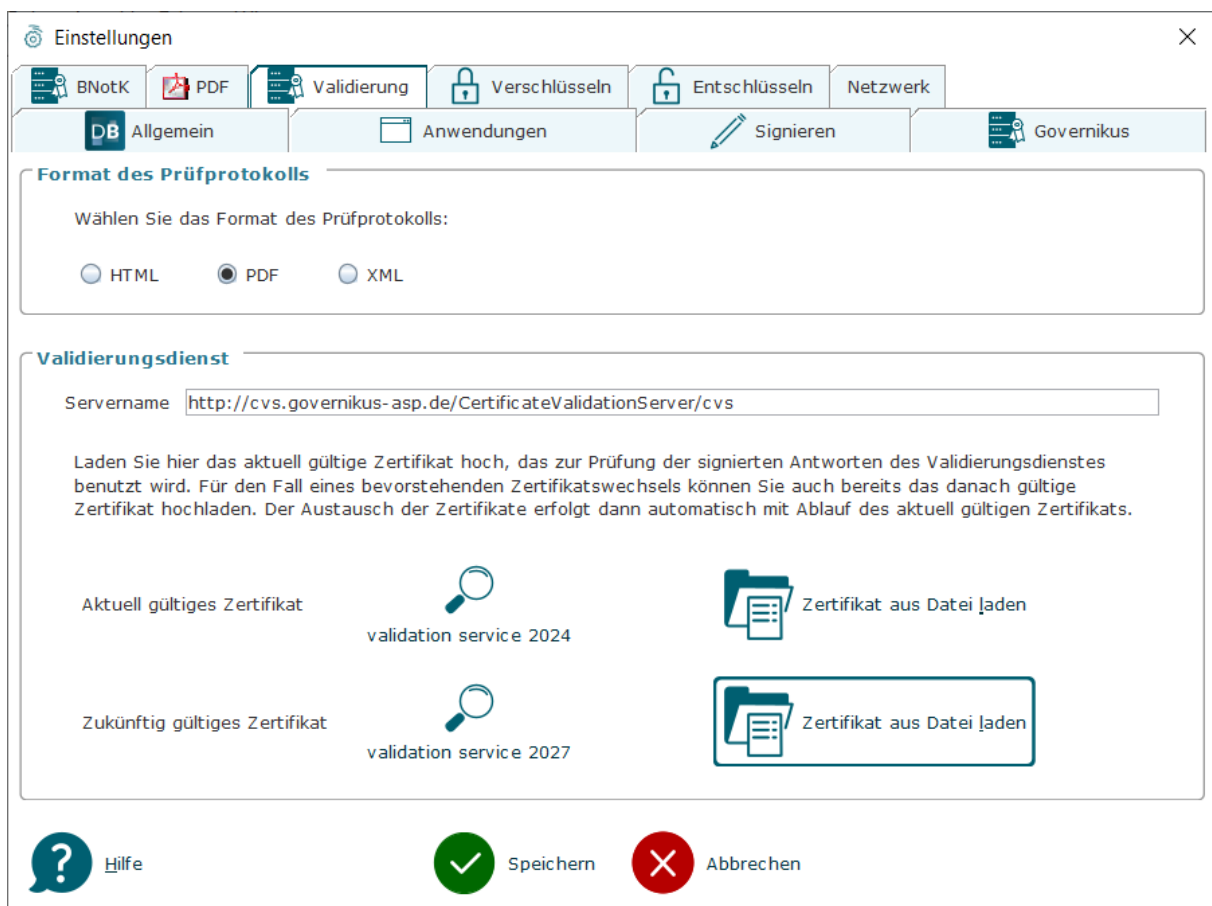 Einstellungen
BNotK PDF Validierung Verschlüsseln Entschlüsseln Netzwerk
DB Allgemein Anwendungen Signieren Governikus
Format des Prüfprotokolls
Wählen Sie das Format des Prüfprotokolls:
HTML PDF XML
Validierungsdienst
Servername http://cvs.governikus-asp.de/CertificateValidationServer/cvs
Laden Sie hier das aktuell gültige Zertifikat hoch, das zur Prüfung der signierten Antworten des Validierungsdienstes
benutzt wird. Für den Fall eines bevorstehenden Zertifikatswechsels können Sie auch bereits das danach gültige
Zertifikat hochladen. Der Austausch der Zertifikate erfolgt dann automatisch mit Ablauf des aktuell gültigen Zertifikats.
Aktuell gültiges Zertifikat
validation service 2024
Zertifikat aus Datei laden
Zukünftig gültiges Zertifikat
validation service 2027
Zertifikat aus Datei laden
Hilfe Speichern Abbrechen